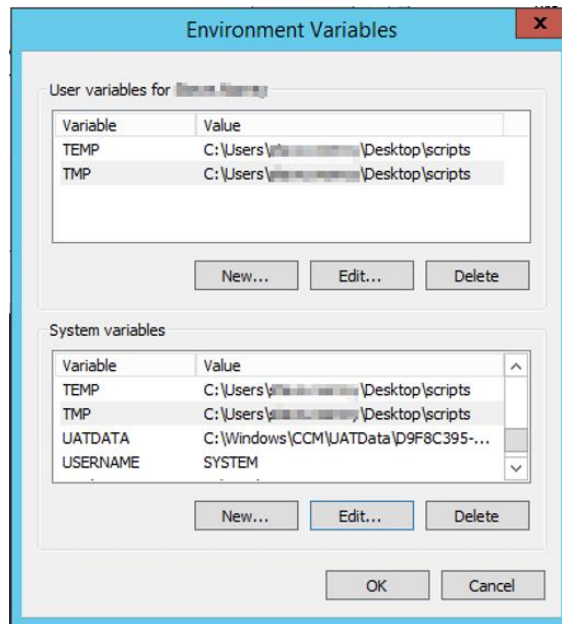 Environment Variables
x
User variables for
Variable Value
TEMP C:\Users\ \Desktop\scripts
TMP C:\Users\ \Desktop\scripts
New... Edit... Delete
System variables
Variable Value
TEMP C:\Users\ \Desktop\scripts
TMP C:\Users\ \Desktop\scripts
UATDATA C:\Windows\CCM\UATData\D9F8C395-...
USERNAME SYSTEM
New... Edit... Delete
OK Cancel